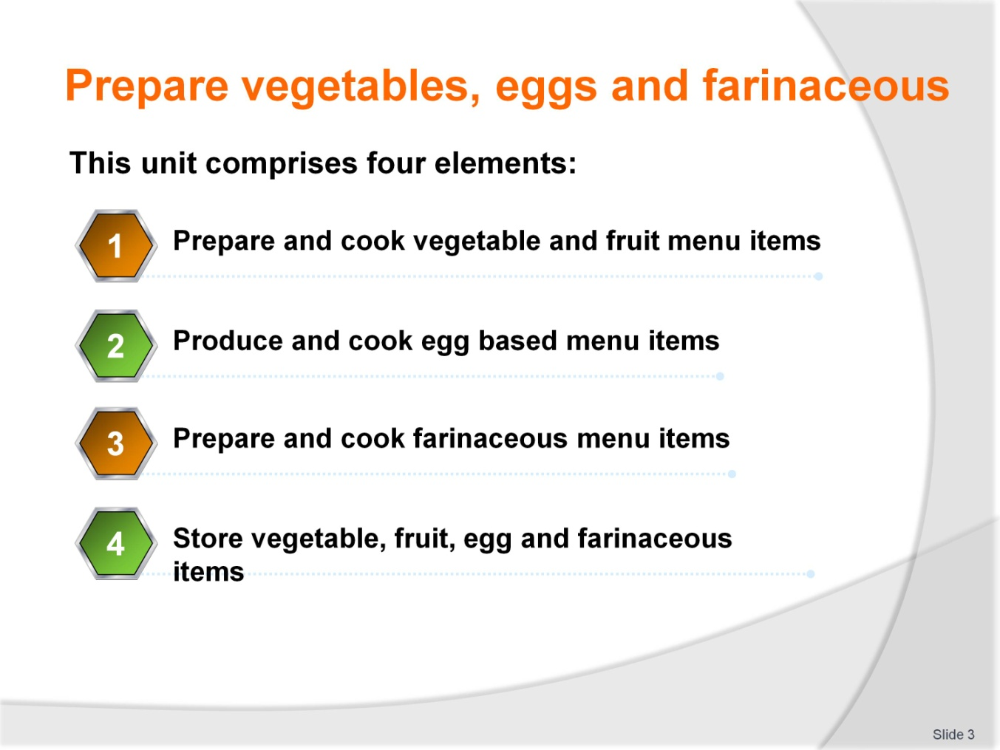 Prepare vegetables, eggs and farinaceous
This unit comprises four elements:
1 Prepare and cook vegetable and fruit menu items
2 Produce and cook egg based menu items
3 Prepare and cook farinaceous menu items
4 Store vegetable, fruit, egg and farinaceous
items
Slide 3